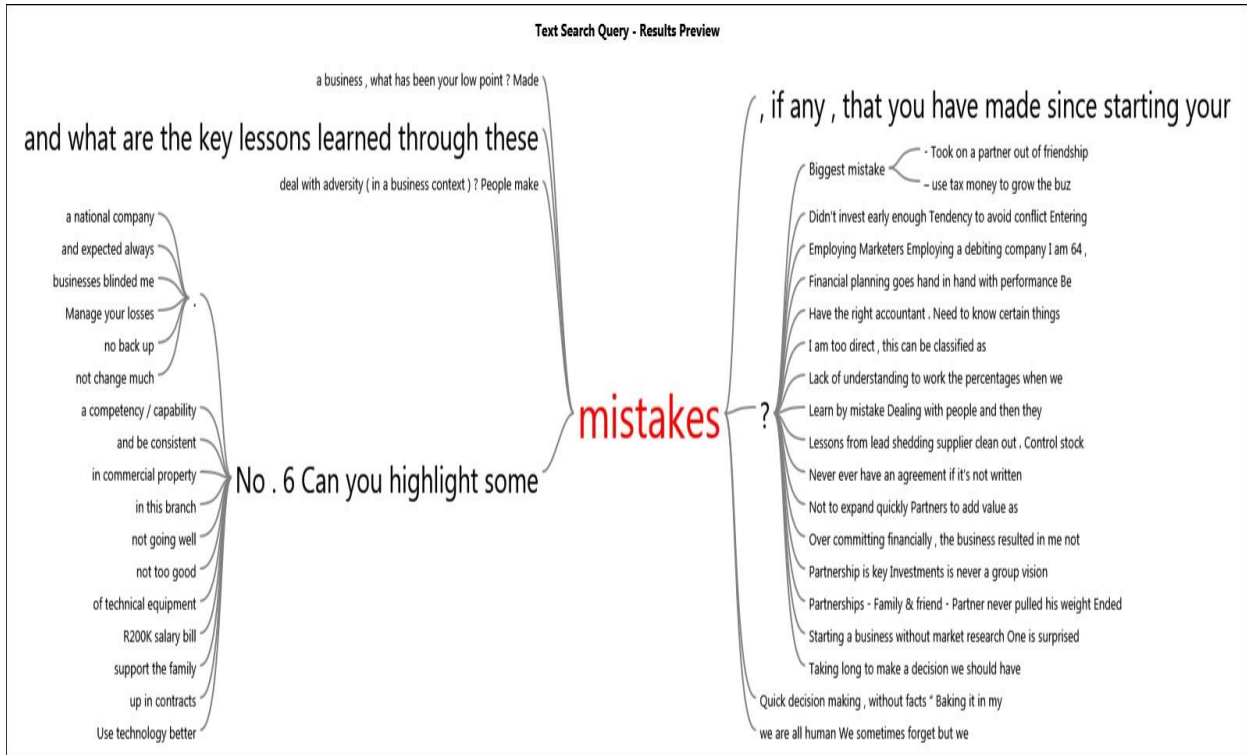 Text Search Query - Results Preview
a business , what has been your low point ? Made
and what are the key lessons learned through these
deal with adversity ( in a business context ) ? People make
a national company
and expected always
businesses blinded me
Manage your losses
no back up
not change much
.
a competency / capability
and be consistent
in commercial property
in this branch
not going well
not too good
of technical equipment
R200K salary bill
support the family
up in contracts
Use technology better
No . 6 Can you highlight some
mistakes
, if any , that you have made since starting your
?
Biggest mistake
- Took on a partner out of friendship
– use tax money to grow the buz
Didn't invest early enough Tendency to avoid conflict Entering
Employing Marketers Employing a debiting company I am 64 ,
Financial planning goes hand in hand with performance Be
Have the right accountant . Need to know certain things
I am too direct , this can be classified as
Lack of understanding to work the percentages when we
Learn by mistake Dealing with people and then they
Lessons from lead shedding supplier clean out . Control stock
Never ever have an agreement if it's not written
Not to expand quickly Partners to add value as
Over committing financially , the business resulted in me not
Partnership is key Investments is never a group vision
Partnerships - Family & friend - Partner never pulled his weight Ended
Starting a business without market research One is surprised
Taking long to make a decision we should have
Quick decision making , without facts “ Baking it in my
we are all human We sometimes forget but we